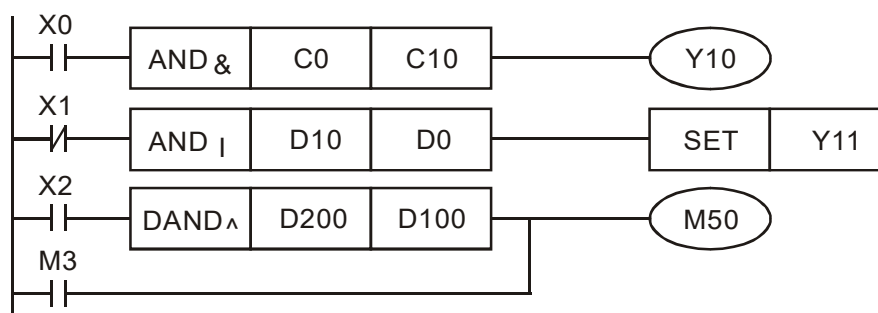 X0
AND & C0 C10 Y10
X1
AND | D10 D0 SET Y11
X2
DAND ^ D200 D100 M50
M3